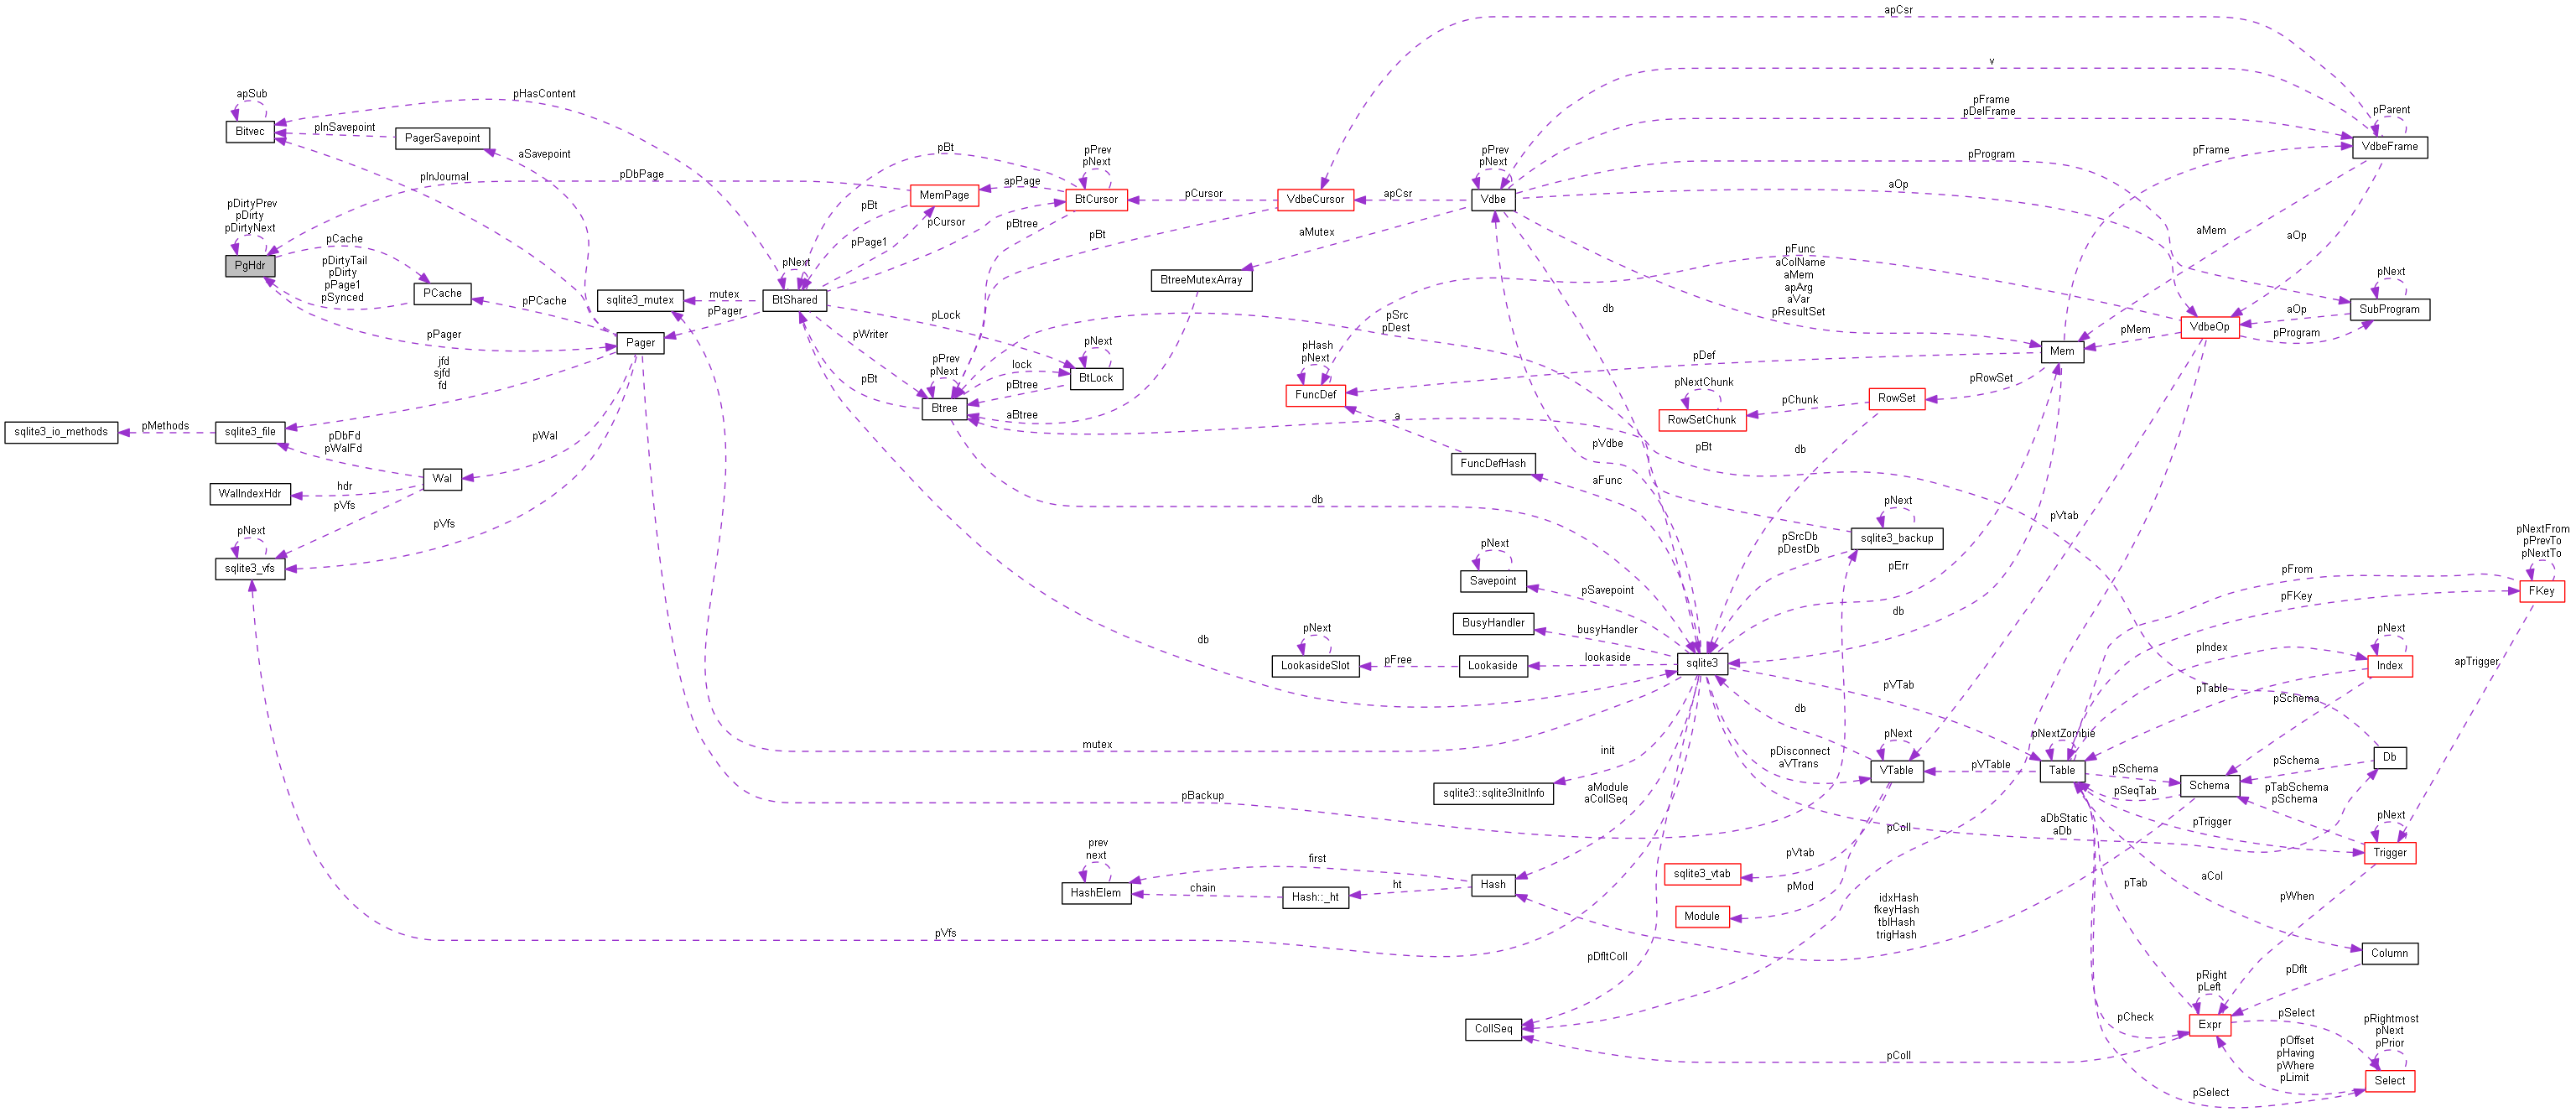 apCsr
v
pFrame
pDelFrame
pParent
apSub
pHasContent
Bitvec
pInSavepoint
PagerSavepoint
aSavepoint
pInJournal
pDbPage
pBt
pPrev
pNext
apPage
MemPage
BtCursor
pCursor
VdbeCursor
apCsr
pPrev
pNext
Vdbe
pProgram
aOp
pFrame
VdbeFrame
pDirtyPrev
pDirty
pDirtyNext
PgHdr
pCache
pDirtyTail
pDirty
pPage1
pSynced
PCache
pPCache
pPager
pBt
pPage1
pCursor
pBtree
pBt
aMutex
pNext
sqlite3_mutex
mutex
BtShared
pPager
BtreeMutexArray
pLock
pWriter
db
pFunc
aColName
aMem
apArg
aVar
pResultSet
aMem
aOp
pNext
SubProgram
VdbeOp
aOp
pProgram
pMem
Mem
Pager
jfd
sjfd
fd
pSrc
pDest
pPrev
pNext
lock
pBtree
pNext
BtLock
Btree
pBt
aBtree
pHash
pNext
FuncDef
pDef
pRowSet
pNextChunk
RowSetChunk
pChunk
RowSet
a
sqlite3_io_methods
pMethods
sqlite3_file
pDbFd
pWalFd
pWal
Wal
WalIndexHdr
hdr
pVfs
pNext
sqlite3_vfs
pVfs
FuncDefHash
pVdbe
aFunc
pBt
db
db
pNext
sqlite3_backup
pSrcDb
pDestDb
pErr
pVtab
pNext
Savepoint
pSavepoint
BusyHandler
busyHandler
pNext
LookasideSlot
pFree
Lookaside
lookaside
sqlite3
db
db
pNextFrom
pPrevTo
pNextTo
FKey
pFrom
pFKey
pIndex
pNext
Index
pTable
pSchema
apTrigger
pVTab
db
mutex
init
sqlite3::sqlite3InitInfo
pDisconnect
aVTrans
pNext
VTable
pVTable
pNextZombie
Table
pSchema
pSeqTab
Schema
pSchema
Db
pTabSchema
pSchema
pNext
Trigger
pTrigger
pBackup
aModule
aCollSeq
aDbStatic
aDb
pColl
prev
next
HashElem
first
chain
Hash::_ht
ht
Hash
sqlite3_vtab
pVtab
Module
pMod
idxHash
fkeyHash
tblHash
trigHash
pTab
aCol
pWhen
Column
pDflt
pVfs
pDfltColl
CollSeq
pColl
pCheck
pRight
pLeft
Expr
pSelect
pOffset
pHaving
pWhere
pLimit
pRightmost
pNext
pPrior
Select
pSelect